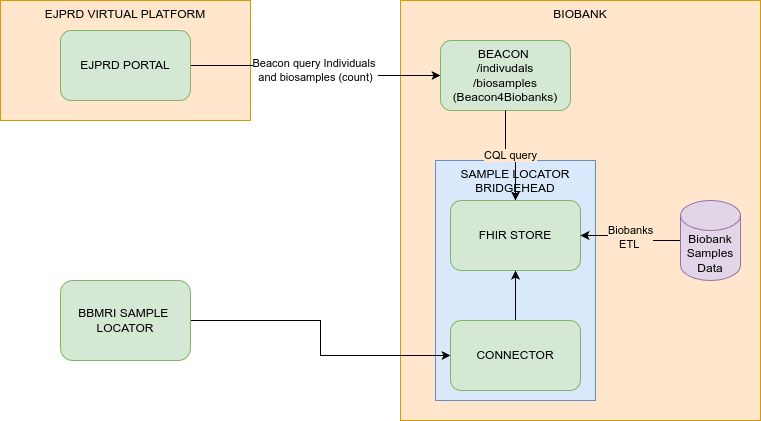 EJPRD VIRTUAL PLATFORM
BIOBANK
EJPRD PORTAL
Beacon query Individuals
and biosamples (count)
BEACON
/indivudals
/biosamples
(Beacon4Biobanks)
CQL query
SAMPLE LOCATOR
BRIDGEHEAD
FHIR STORE
Biobanks
ETL
Biobank
Samples
Data
BBMRI SAMPLE
LOCATOR
CONNECTOR